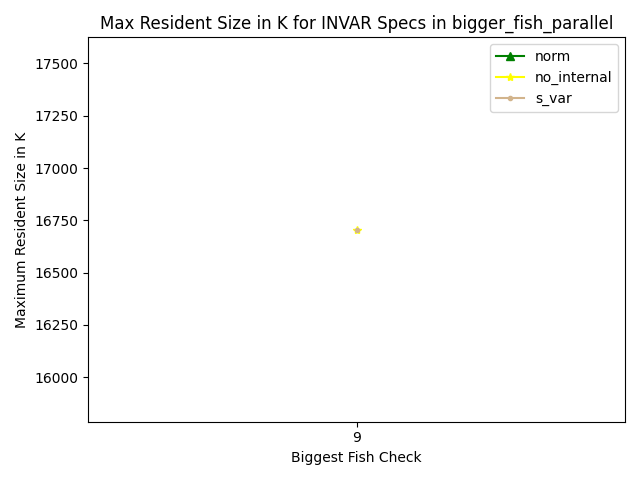 Max Resident Size in K for INVAR Specs in bigger_fish_parallel
norm
no_internal
s_var
17500
17250
17000
16750
16500
16250
16000
Maximum Resident Size in K
9
Biggest Fish Check